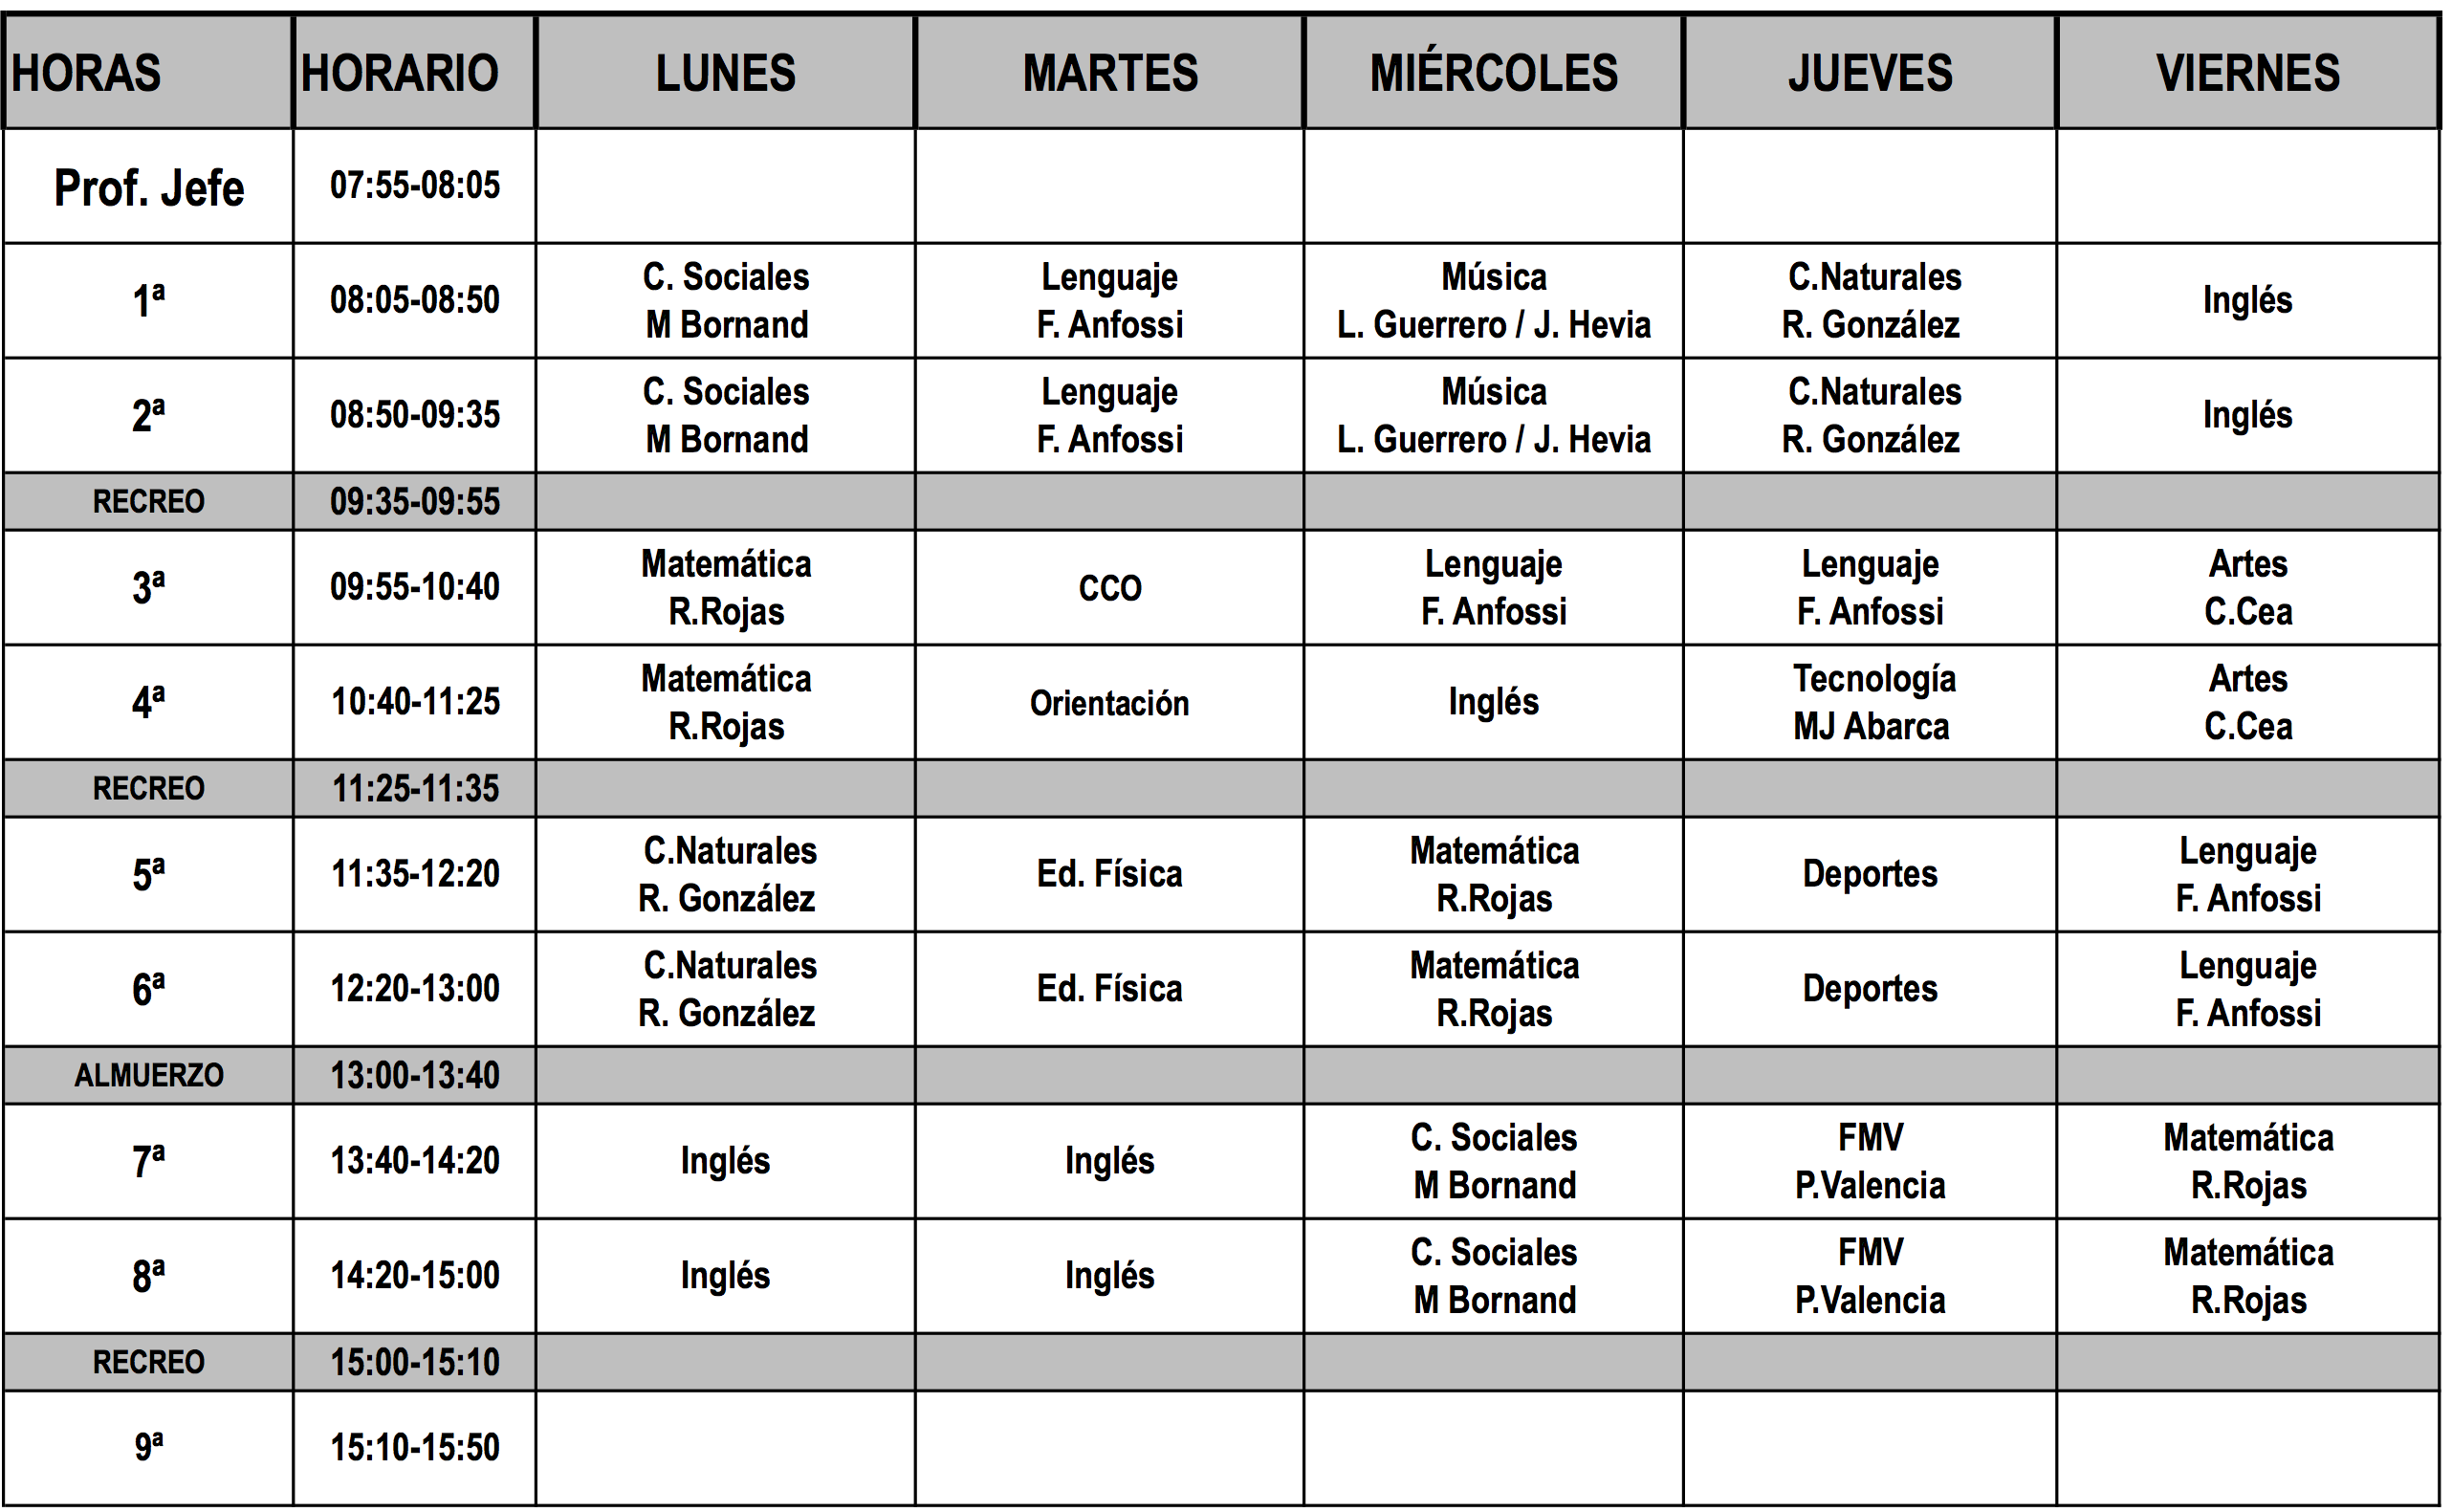 HORAS HORARIO LUNES MARTES MIÉRCOLES JUEVES VIERNES
Prof. Jefe 07:55-08:05
1ª 08:05-08:50 C. Sociales Lenguaje Música C.Naturales Inglés
M Bornand F. Anfossi L. Guerrero / J. Hevia R. González
2ª 08:50-09:35 C. Sociales Lenguaje Música C.Naturales Inglés
M Bornand F. Anfossi L. Guerrero / J. Hevia R. González
RECREO 09:35-09:55
3ª 09:55-10:40 Matemática CCO Lenguaje Lenguaje Artes
R.Rojas F. Anfossi F. Anfossi C.Cea
4ª 10:40-11:25 Matemática Orientación Inglés Tecnología Artes
R.Rojas MJ Abarca C.Cea
RECREO 11:25-11:35
5ª 11:35-12:20 C.Naturales Ed. Física Matemática Deportes Lenguaje
R. González R.Rojas F. Anfossi
6ª 12:20-13:00 C.Naturales Ed. Física Matemática Deportes Lenguaje
R. González R.Rojas F. Anfossi
ALMUERZO 13:00-13:40
7ª 13:40-14:20 Inglés Inglés C. Sociales FMV Matemática
M Bornand P.Valencia R.Rojas
8ª 14:20-15:00 Inglés Inglés C. Sociales FMV Matemática
M Bornand P.Valencia R.Rojas
RECREO 15:00-15:10
9ª 15:10-15:50